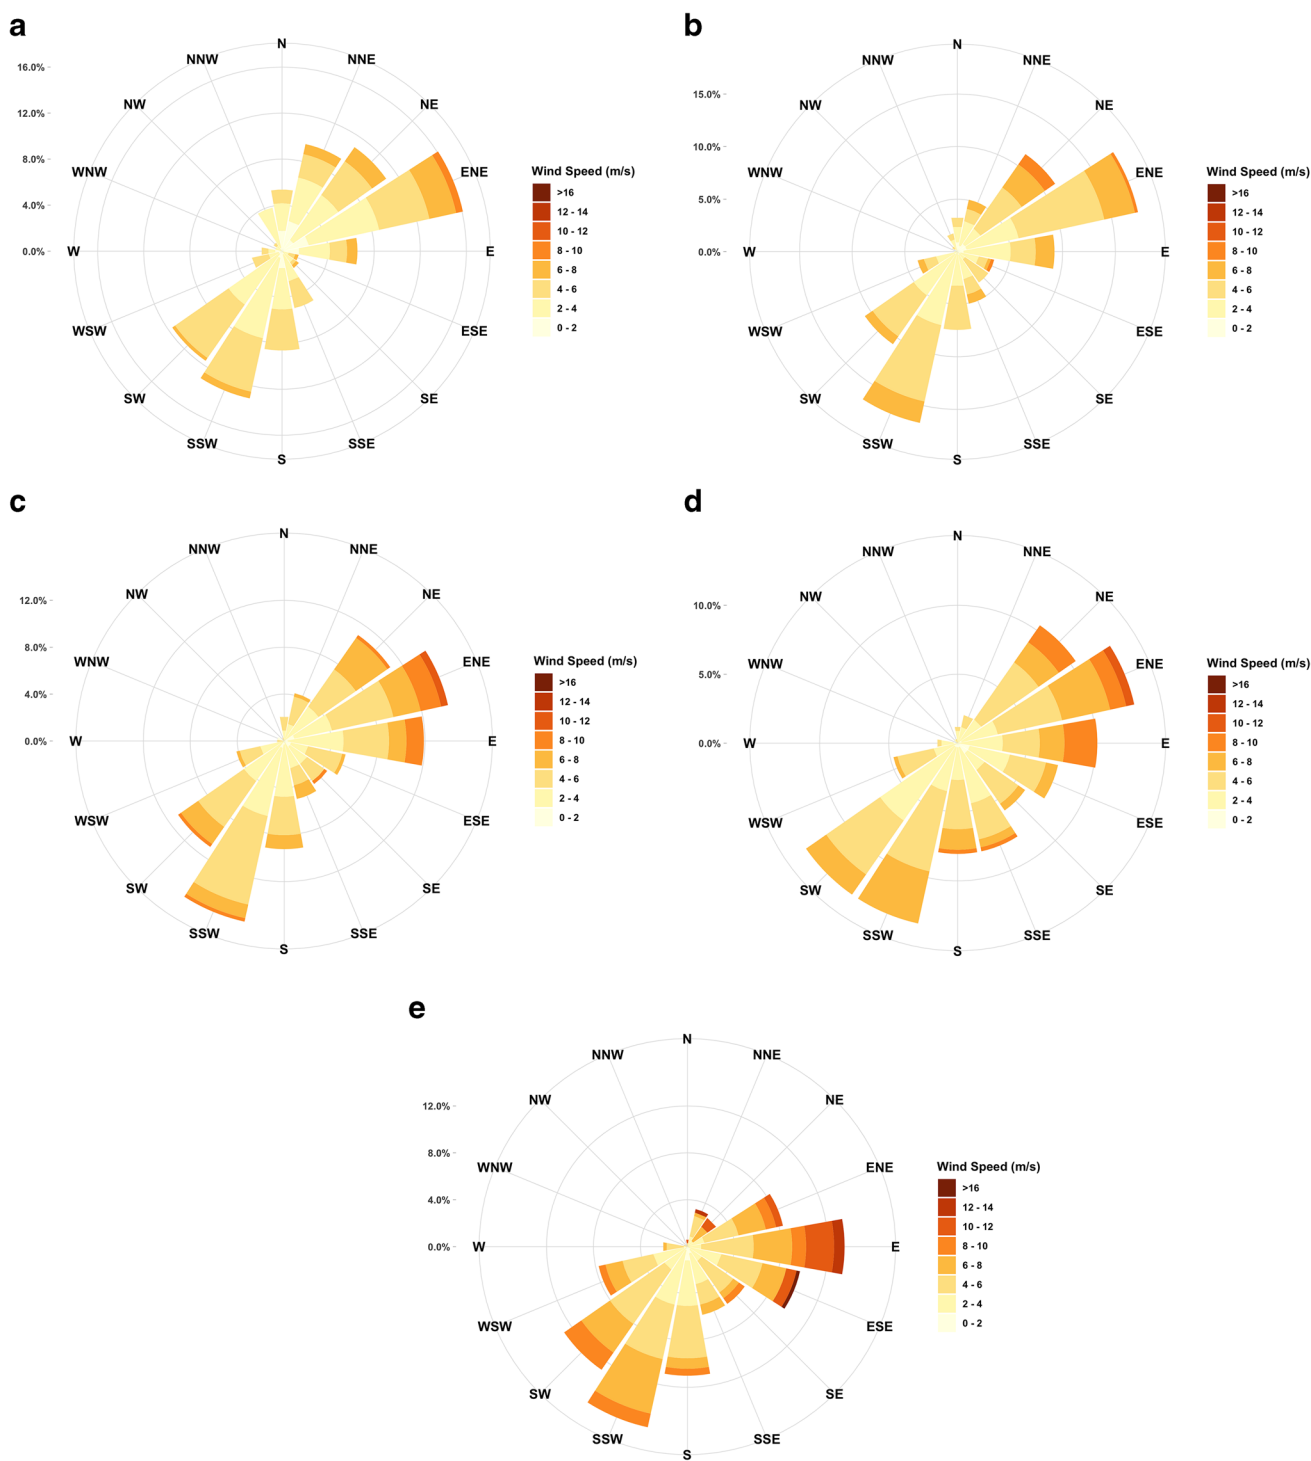 a
N
NNW
NNE
16.0%
NW
NE
12.0%
8.0%
WNW
ENE
4.0%
0.0%
W
E
WSW
ESE
SW
SE
SSW
SSE
S
Wind Speed (m/s)
>16
12 - 14
10 - 12
8 - 10
6 - 8
4 - 6
2 - 4
0 - 2
b
N
NNW
NNE
15.0%
NW
NE
10.0%
WNW
ENE
5.0%
0.0%
W
E
WSW
ESE
SW
SE
SSW
SSE
S
Wind Speed (m/s)
>16
12 - 14
10 - 12
8 - 10
6 - 8
4 - 6
2 - 4
0 - 2
c
N
NNW
NNE
NW
NE
12.0%
8.0%
WNW
ENE
4.0%
0.0%
W
E
WSW
ESE
SW
SE
SSW
SSE
S
Wind Speed (m/s)
>16
12 - 14
10 - 12
8 - 10
6 - 8
4 - 6
2 - 4
0 - 2
d
N
NNW
NNE
NW
NE
10.0%
WNW
ENE
5.0%
0.0%
W
E
WSW
ESE
SW
SE
SSW
SSE
S
Wind Speed (m/s)
>16
12 - 14
10 - 12
8 - 10
6 - 8
4 - 6
2 - 4
0 - 2
e
N
NNW
NNE
NW
NE
12.0%
8.0%
WNW
ENE
4.0%
0.0%
W
E
WSW
ESE
SW
SE
SSW
SSE
S
Wind Speed (m/s)
>16
12 - 14
10 - 12
8 - 10
6 - 8
4 - 6
2 - 4
0 - 2